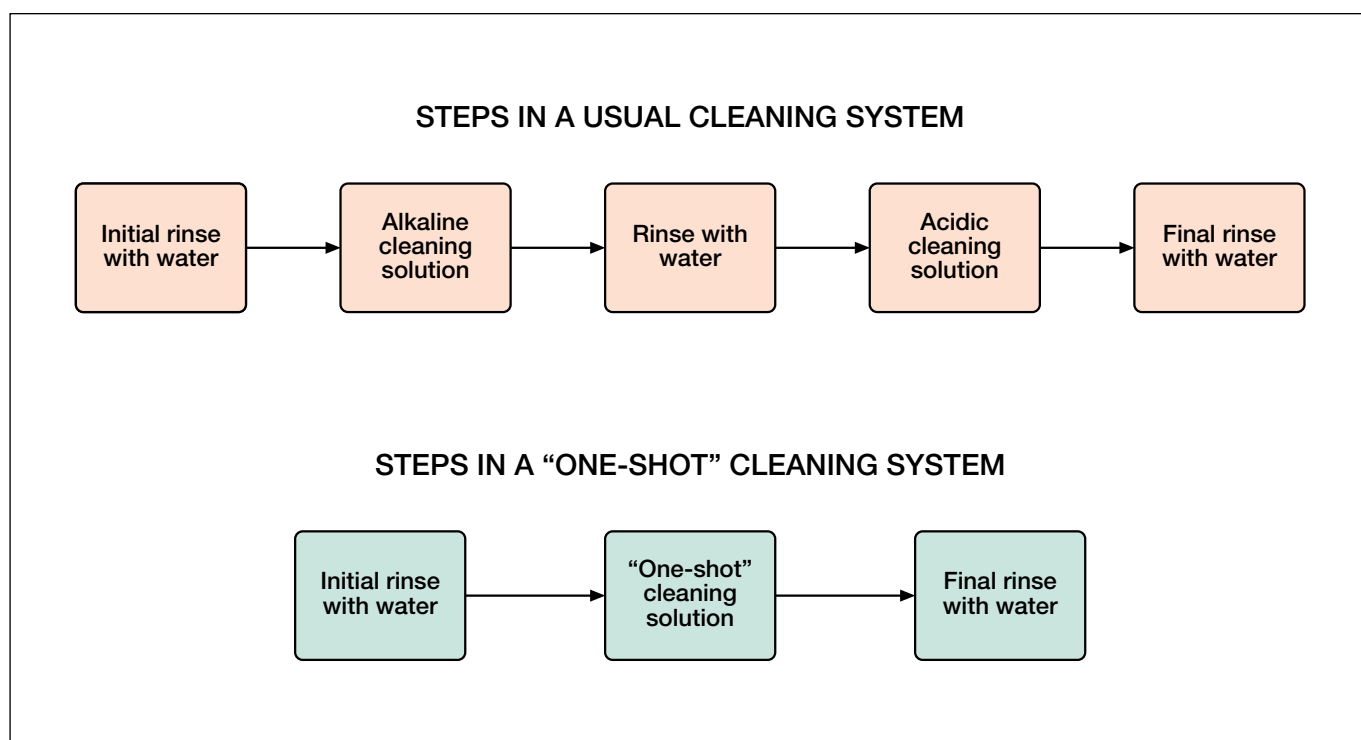 STEPS IN A USUAL CLEANING SYSTEM
Initial rinse
with water
Alkaline
cleaning
solution
Rinse with
water
Acidic
cleaning
solution
Final rinse
with water
STEPS IN A “ONE-SHOT” CLEANING SYSTEM
Initial rinse
with water
“One-shot”
cleaning
solution
Final rinse
with water